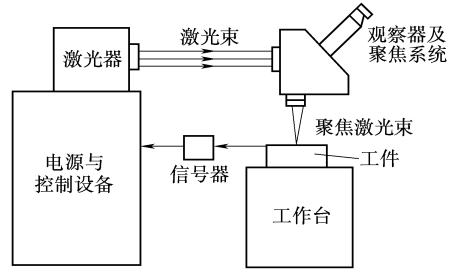 激光束
观察器及
聚焦系统
激光器
聚焦激光束
工件
电源与
控制设备
信号器
工作台